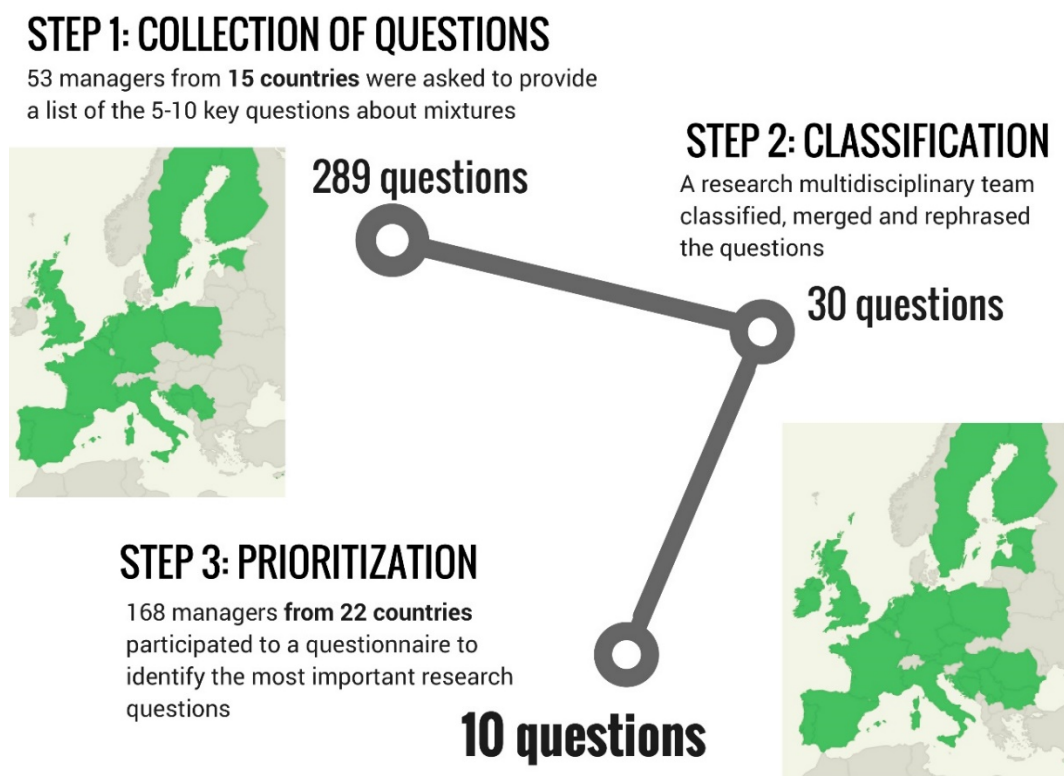 STEP 1: COLLECTION OF QUESTIONS
53 managers from 15 countries were asked to provide
a list of the 5-10 key questions about mixtures
289 questions
STEP 2: CLASSIFICATION
A research multidisciplinary team
classified, merged and rephrased
the questions
30 questions
STEP 3: PRIORITIZATION
168 managers from 22 countries
participated to a questionnaire to
identify the most important research
questions
10 questions